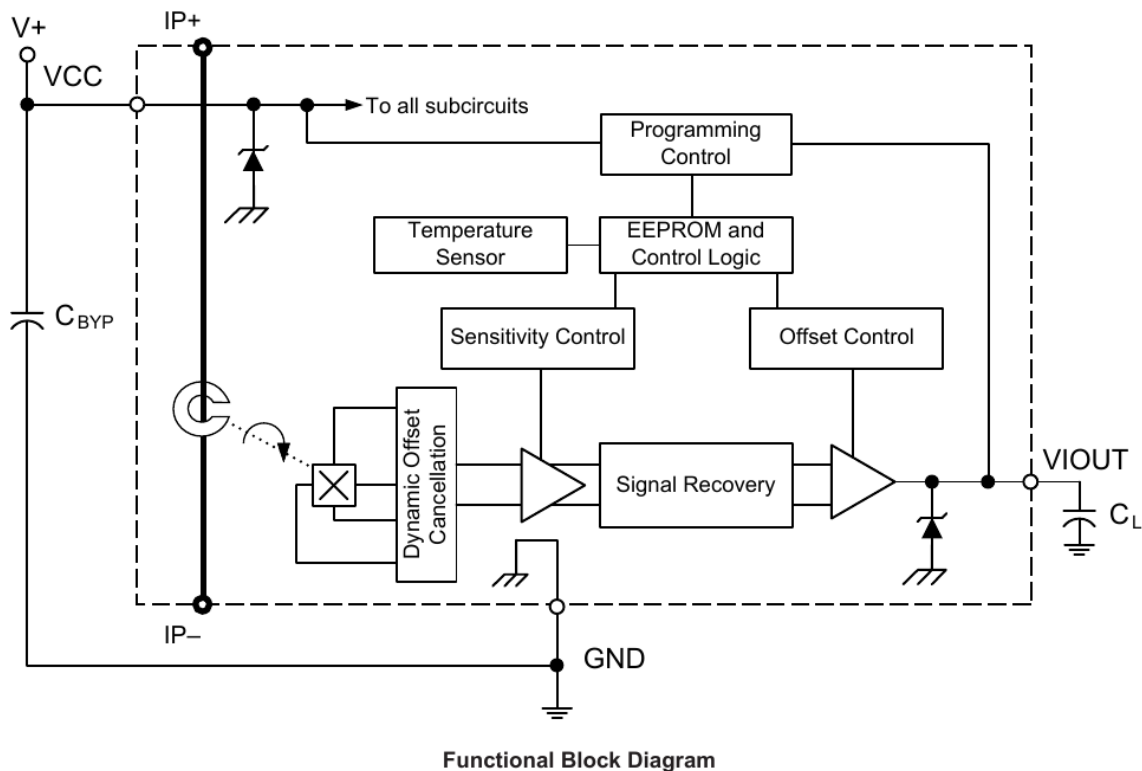 V+
IP+
VCC
To all subcircuits
Programming
Control
Temperature
Sensor
EEPROM and
Control Logic
CBYP
Sensitivity Control
Offset Control
Dynamic Offset
Cancellation
Signal Recovery
VIOUT
CL
IP–
GND
Functional Block Diagram